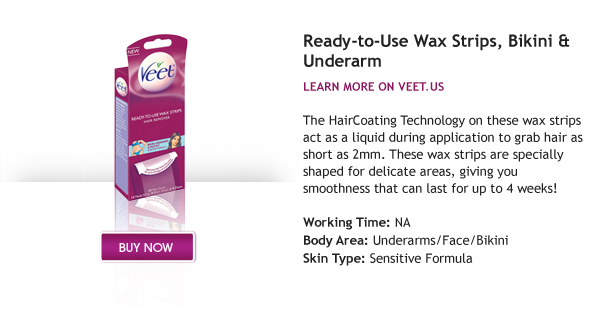 Ready-to-Use Wax Strips, Bikini &
Underarm
LEARN MORE ON VEET.US
The HairCoating Technology on these wax strips
act as a liquid during application to grab hair as
short as 2mm. These wax strips are specially
shaped for delicate areas, giving you
smoothness that can last for up to 4 weeks!
Working Time: NA
Body Area: Underarms/Face/Bikini
Skin Type: Sensitive Formula
NEW
Veet
READY-TO-USE WAX STRIPS
HAIR REMOVER
BUY NOW